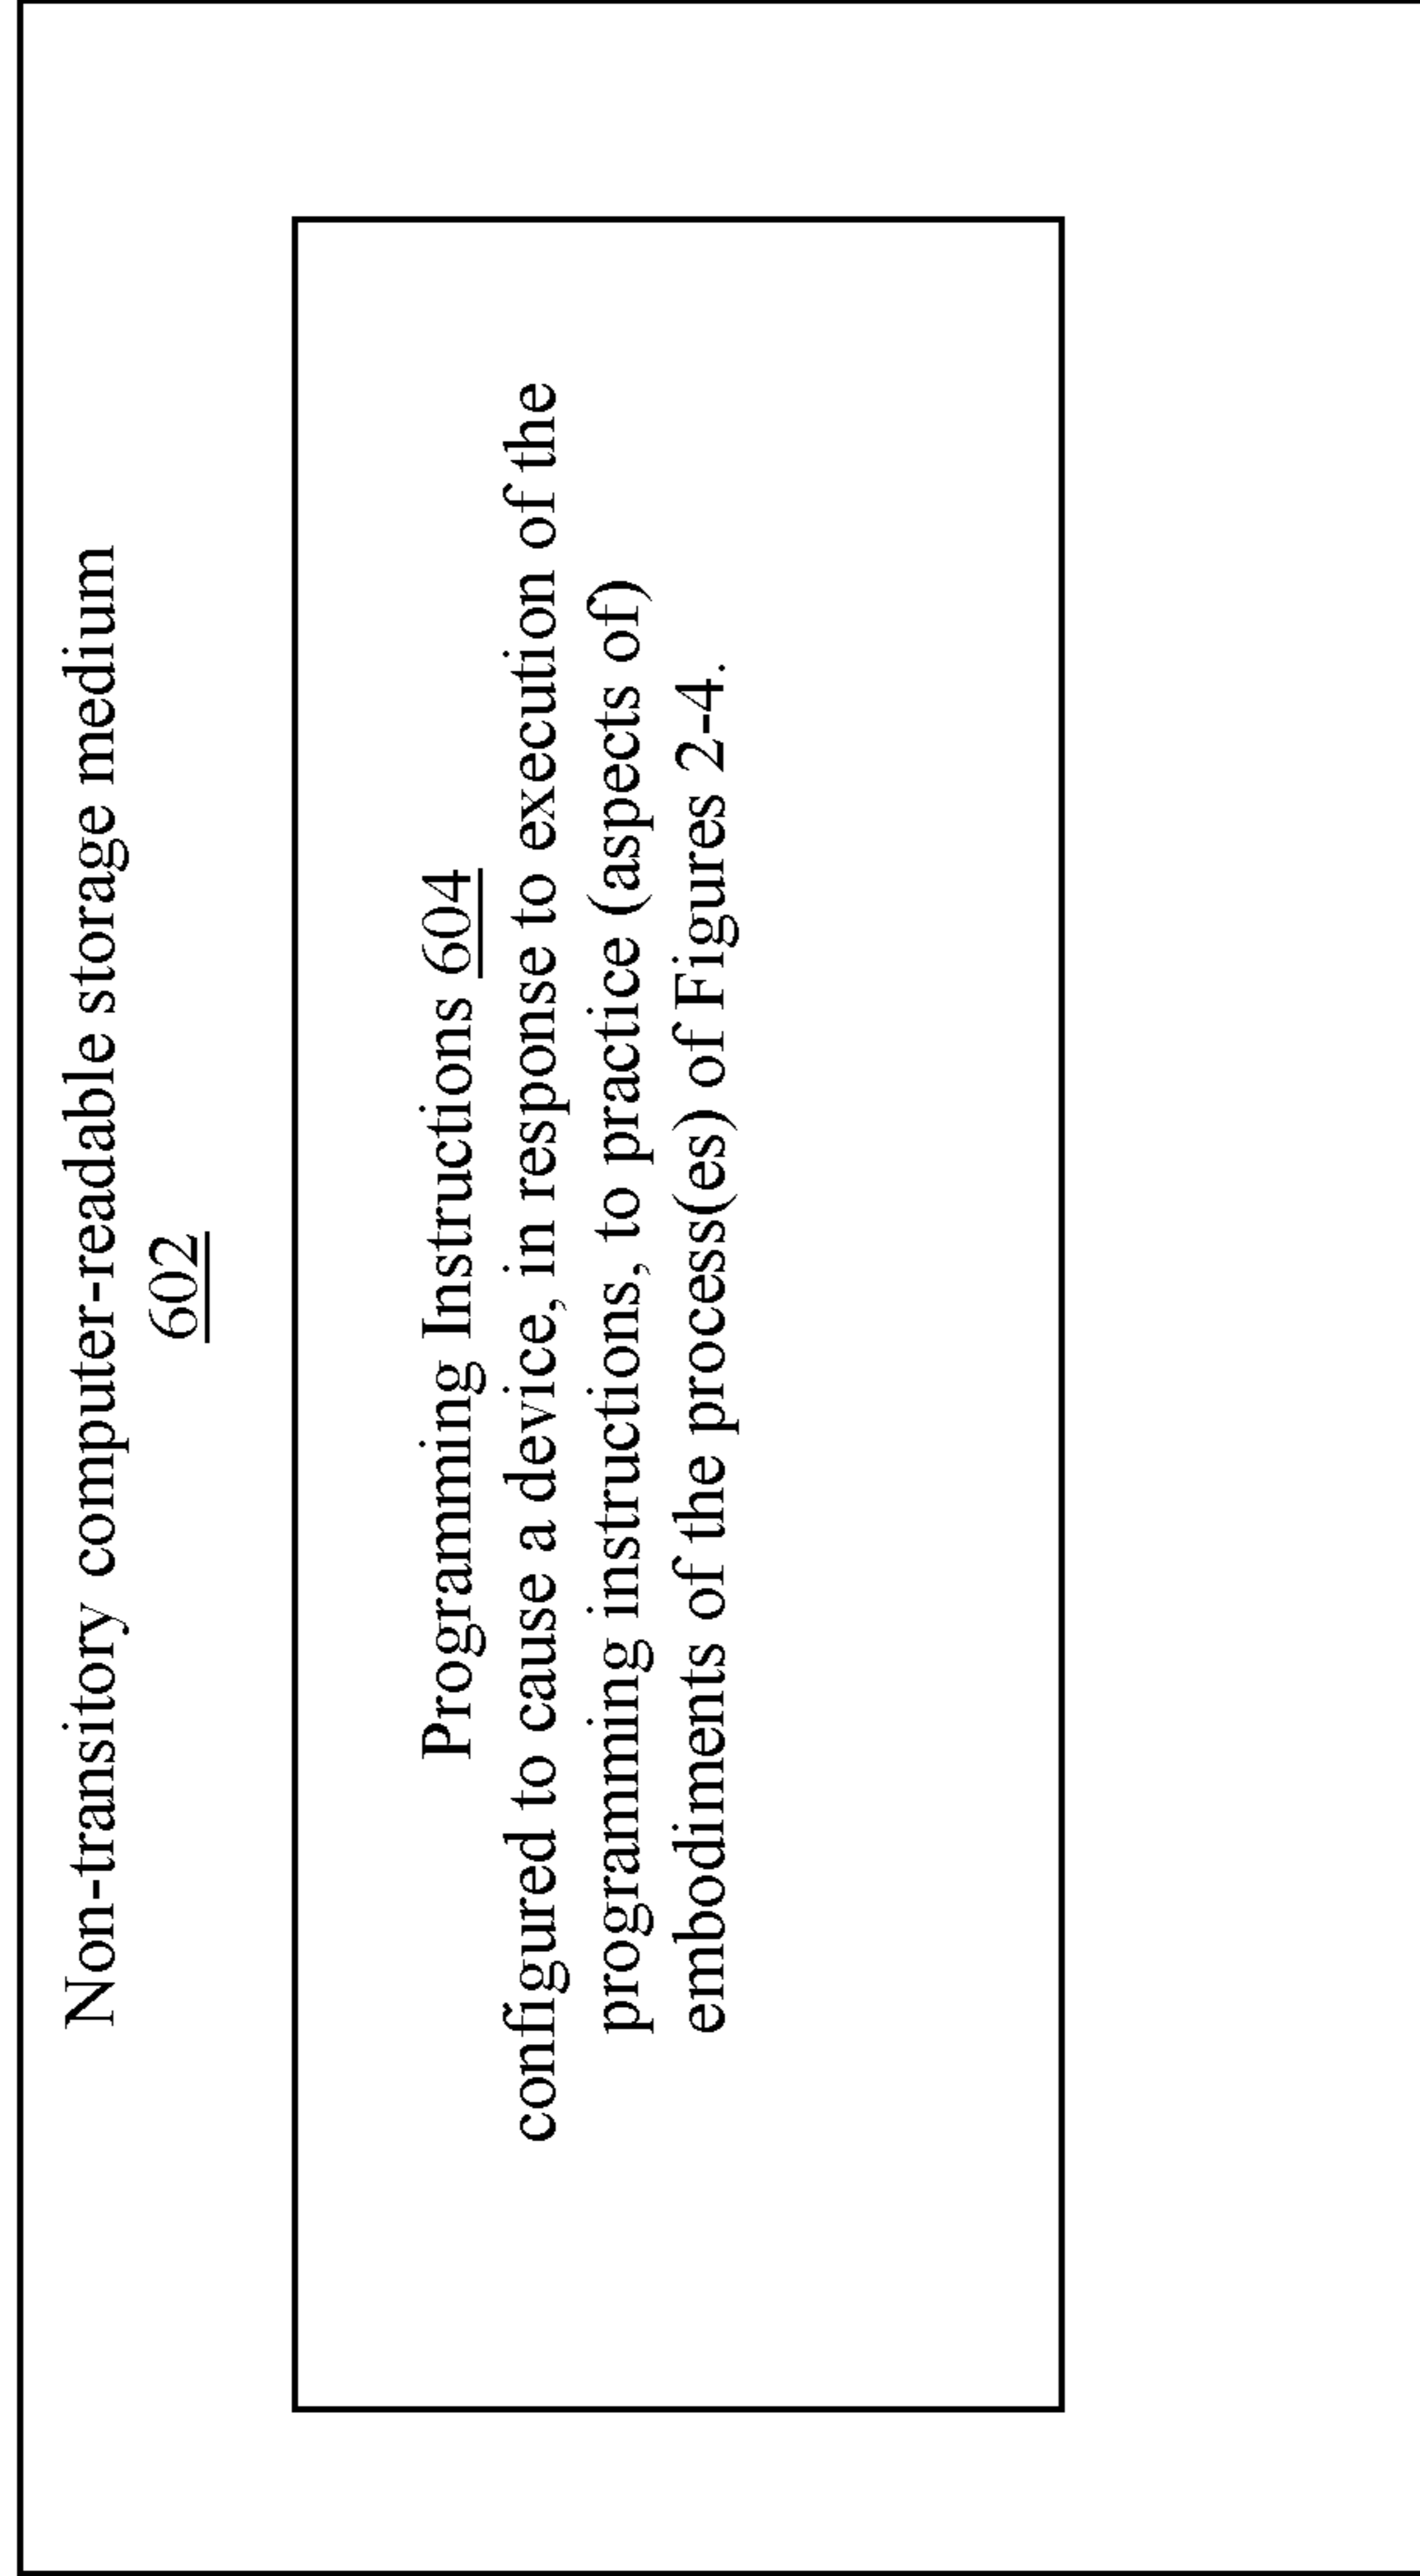 Non-transitory computer-readable storage medium
602
Programming Instructions 604
configured to cause a device, in response to execution of the
programming instructions, to practice (aspects of)
embodiments of the process(es) of Figures 2-4.